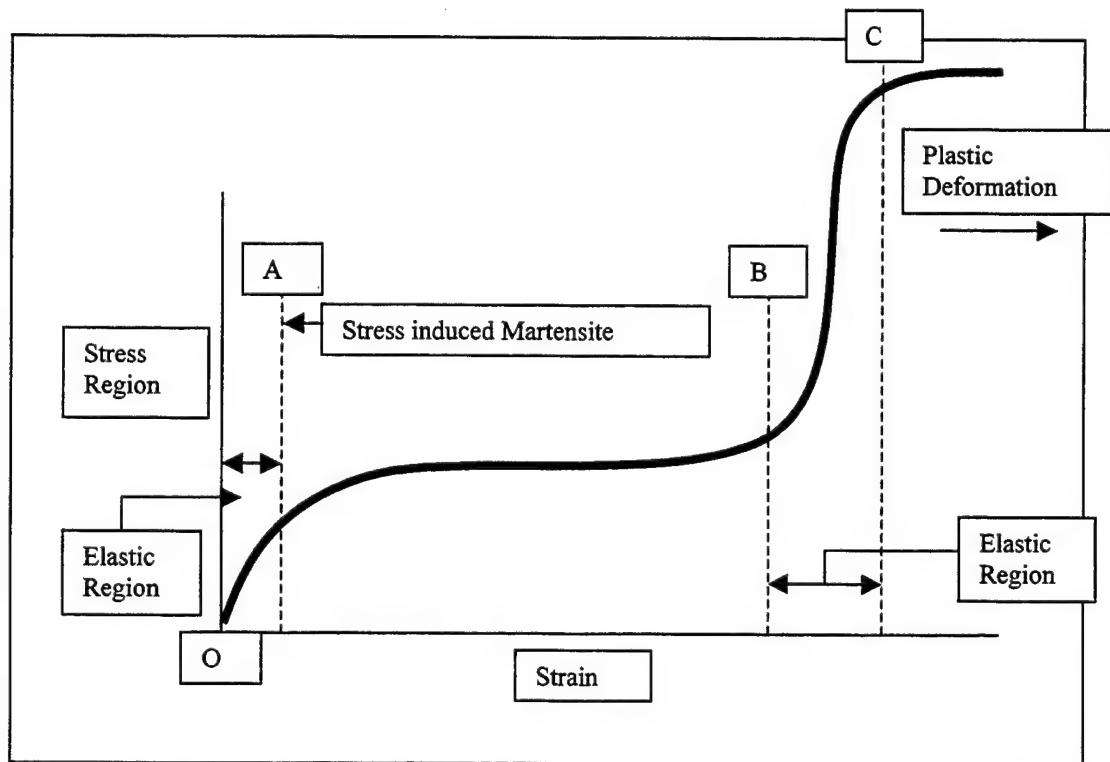 C
Plastic
Deformation
A
B
Stress induced Martensite
Stress
Region
Elastic
Region
Elastic
Region
O
Strain